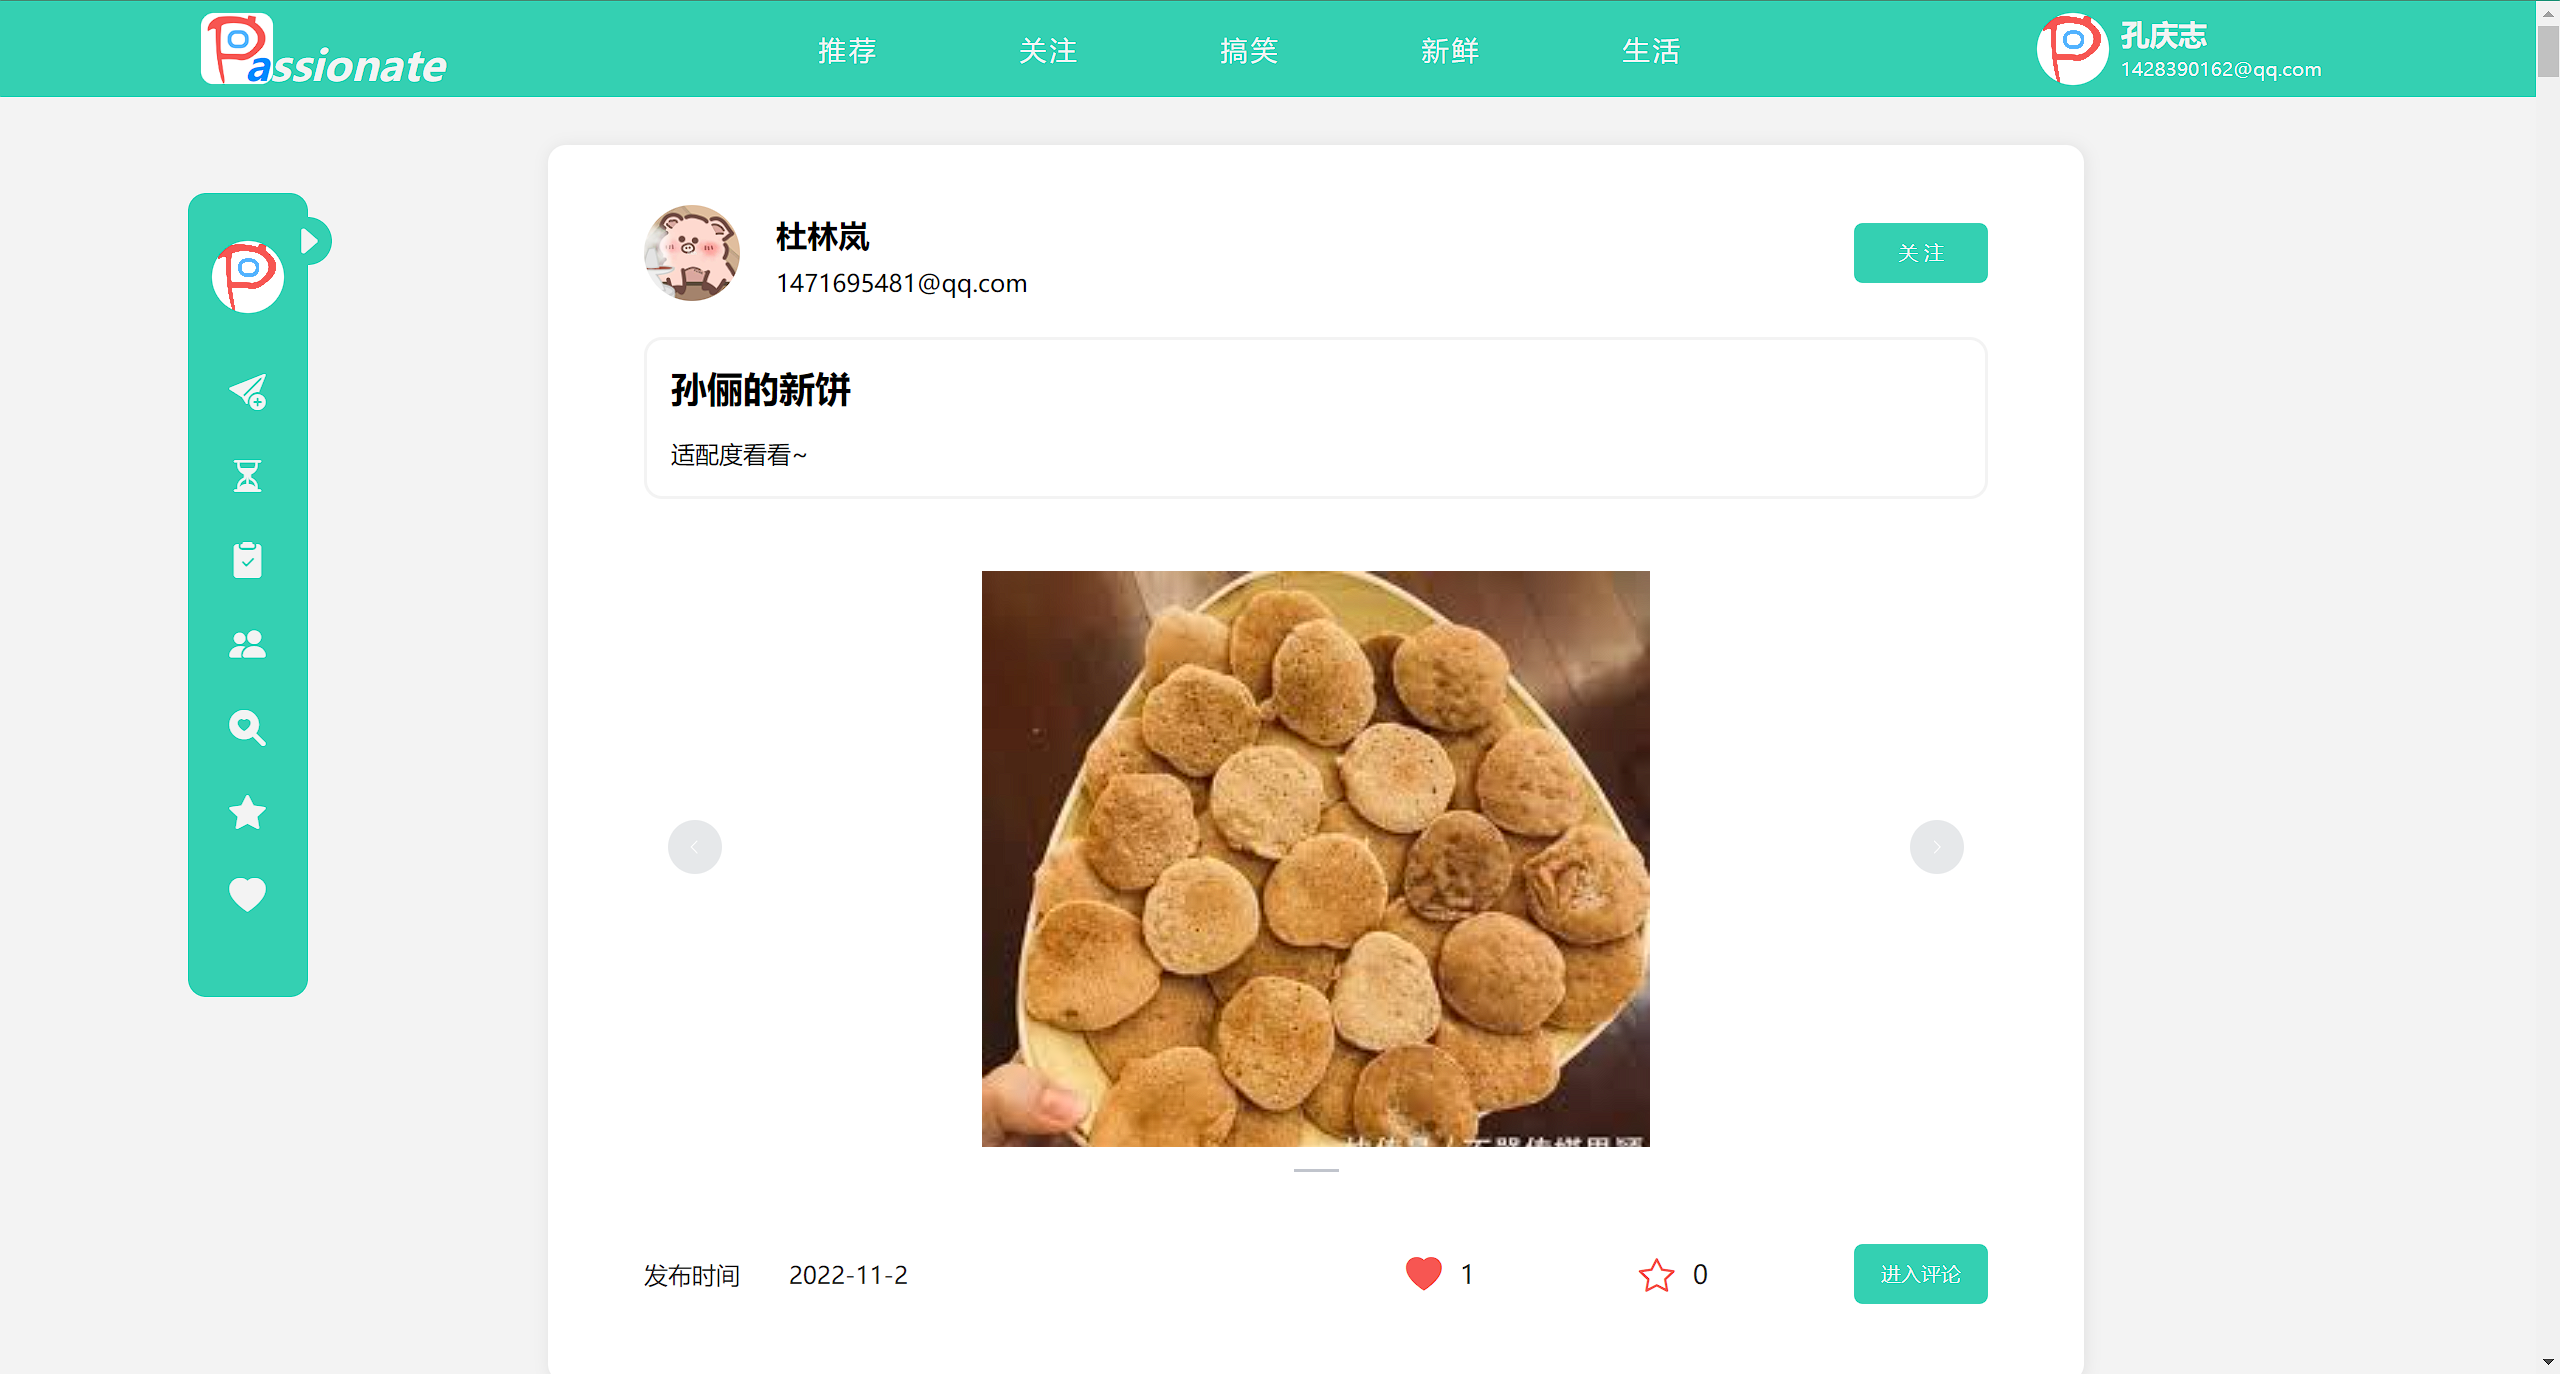 Passionate
推荐
关注
搞笑
新鲜
生活
孔庆志
1428390162@qq.com
杜林岚
1471695481@qq.com
关 注
孙俪的新饼
适配度看看~
发布时间 2022-11-2
1
0
进入评论